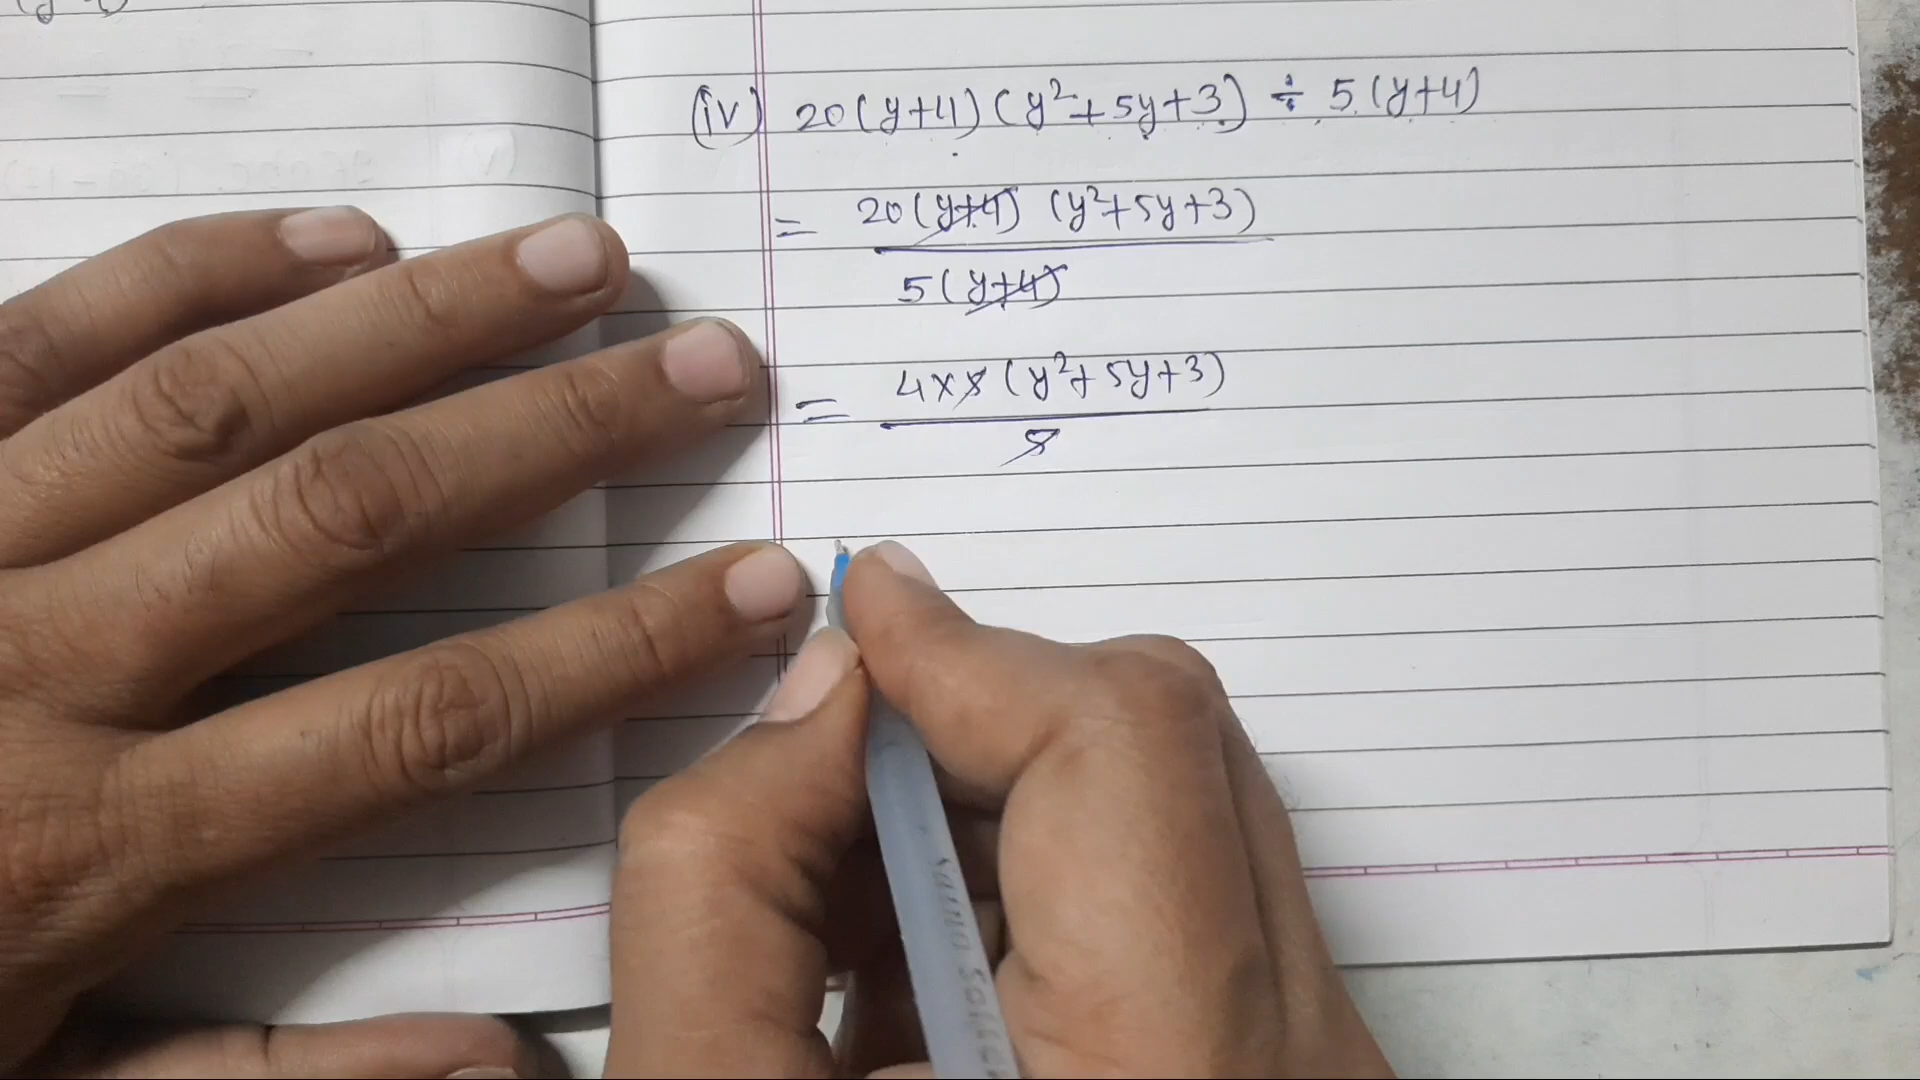 (iv) 20(y+4)(y²+5y+3) ÷ 5(y+4)
= 20(y+4) (y²+5y+3)
5(y+4)
= 4×5 (y²+5y+3)
5